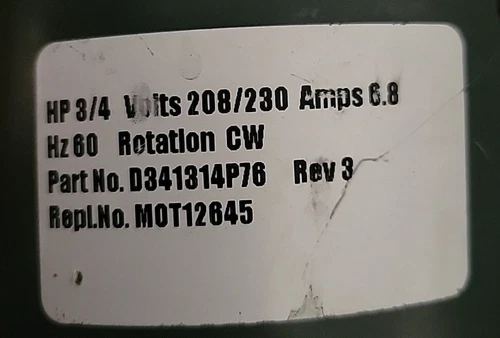 HP 3/4 Volts 208/230 Amps 6.8
Hz 60 Rotation CW
Part No. D341314P76 Rev 3
Repl.No. MOT12645